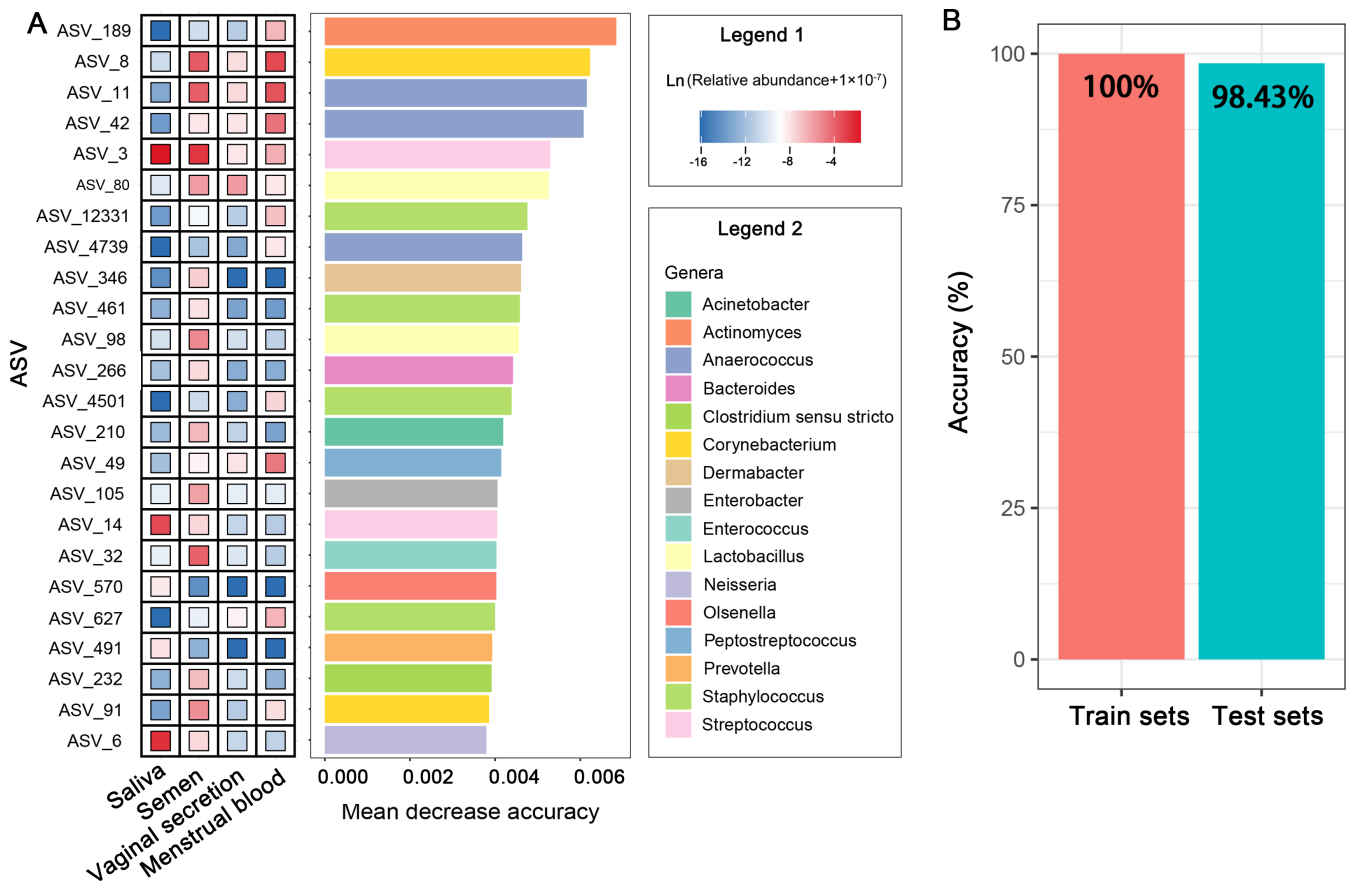 A
ASV
ASV_189
ASV_8
ASV_11
ASV_42
ASV_3
ASV_80
ASV_12331
ASV_4739
ASV_346
ASV_461
ASV_98
ASV_266
ASV_4501
ASV_210
ASV_49
ASV_105
ASV_14
ASV_32
ASV_570
ASV_627
ASV_491
ASV_232
ASV_91
ASV_6
Saliva
Semen
Vaginal secretion
Menstrual blood
0.000 0.002 0.004 0.006
Mean decrease accuracy
Legend 1
Ln (Relative abundance+1×10⁻⁷)
-16 -12 -8 -4
Legend 2
Genera
Acinetobacter
Actinomyces
Anaerococcus
Bacteroides
Clostridium sensu stricto
Corynebacterium
Dermabacter
Enterobacter
Enterococcus
Lactobacillus
Neisseria
Olsenella
Peptostreptococcus
Prevotella
Staphylococcus
Streptococcus
B
Accuracy (%)
100
75
50
25
0
100%
98.43%
Train sets Test sets